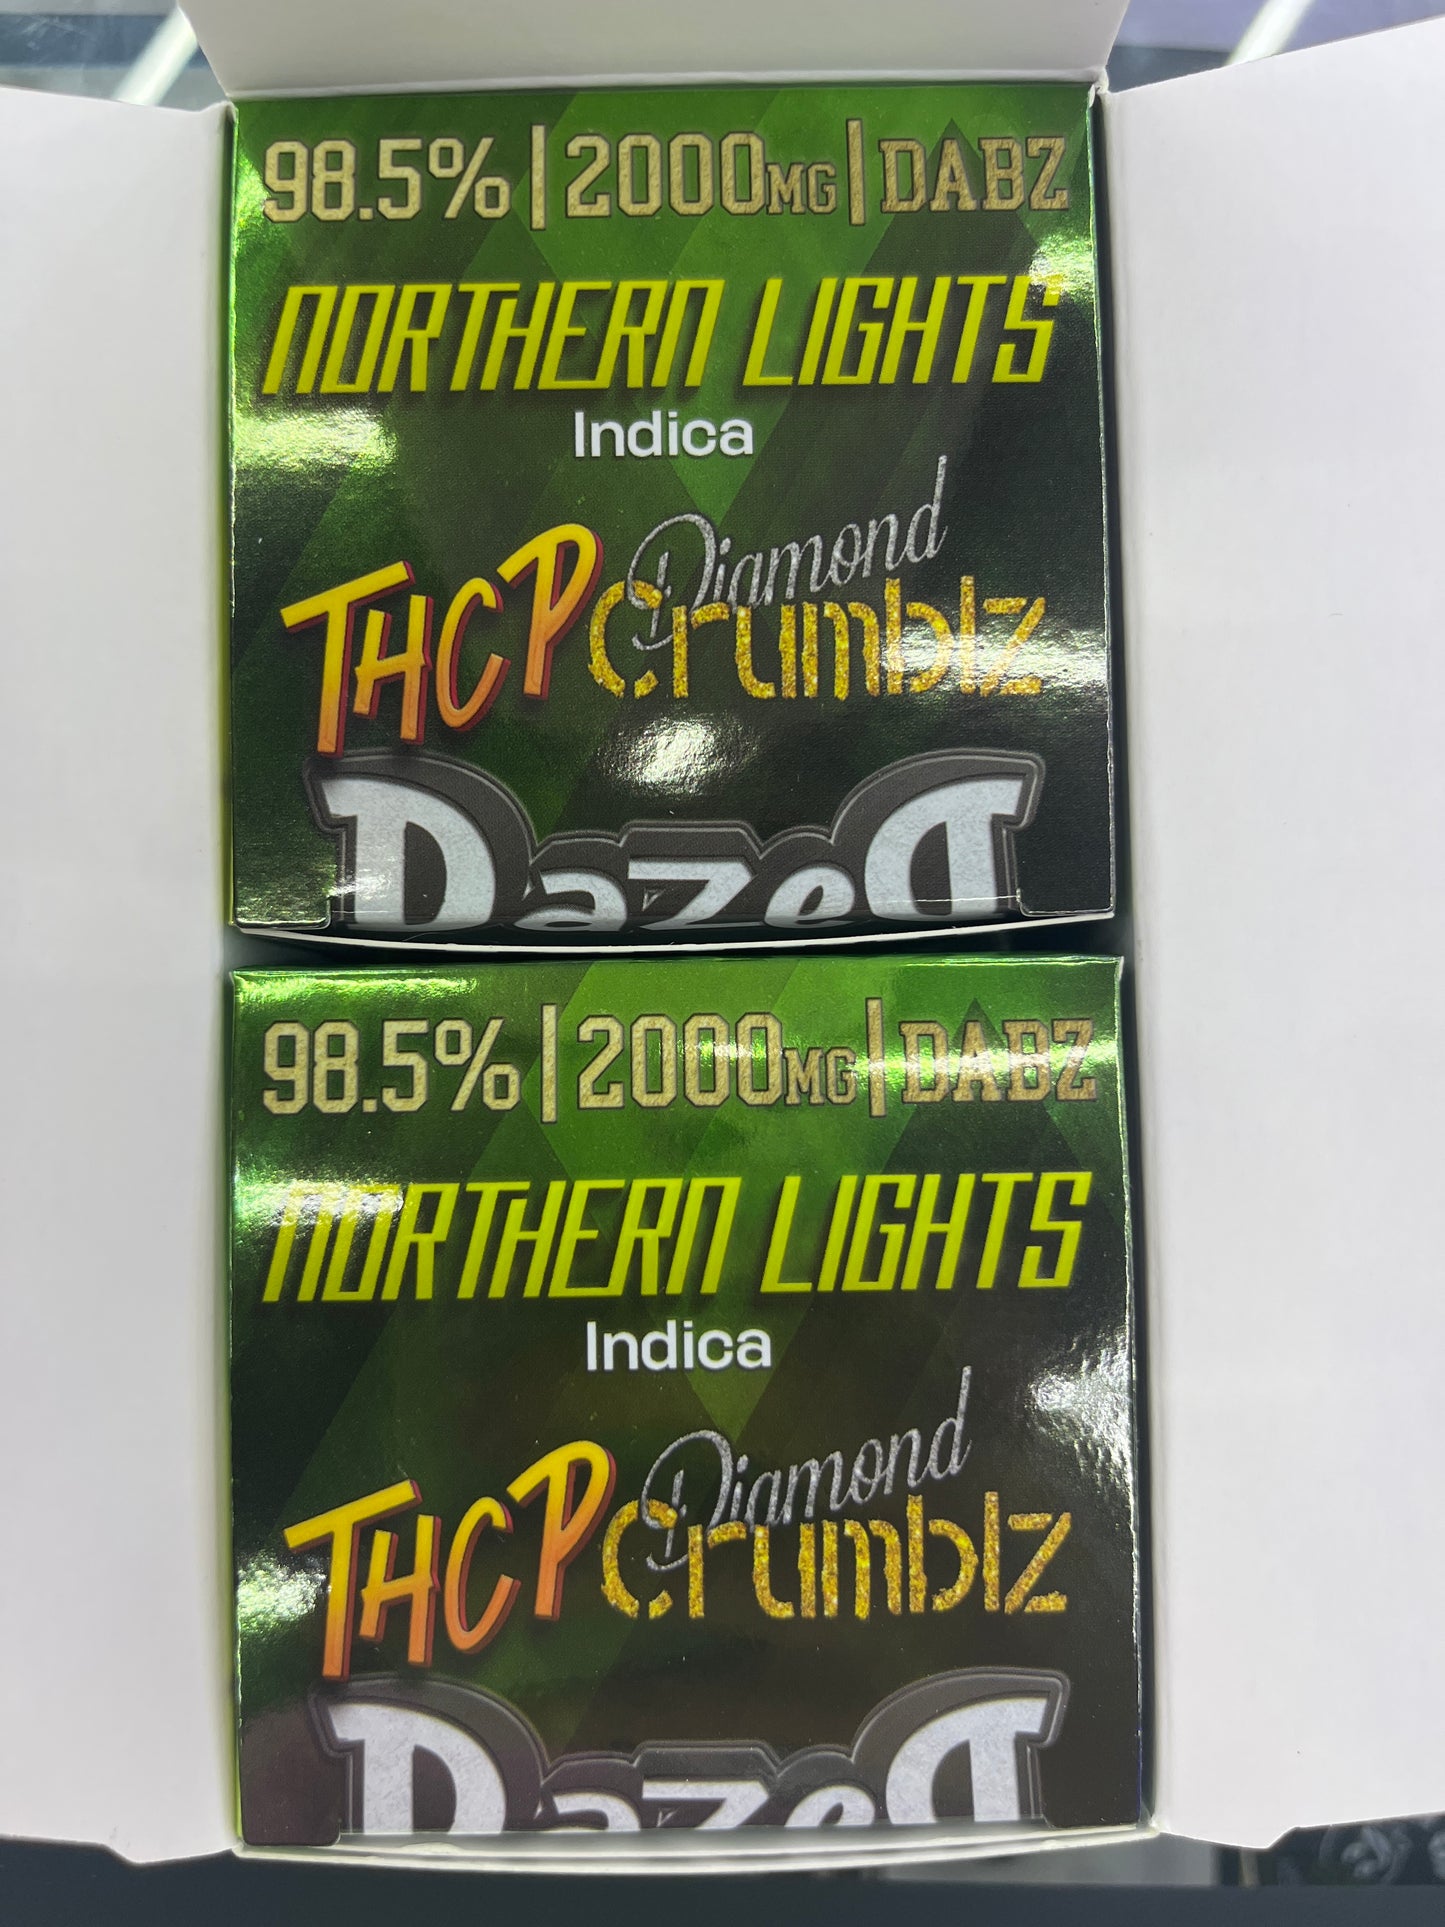 98.5% | 2000MG | DABZ
NORTHERN LIGHTS
Indica
THCP Diamond Crumblz
DazeD
98.5% | 2000MG | DABZ
NORTHERN LIGHTS
Indica
THCP Diamond Crumblz
DazeD